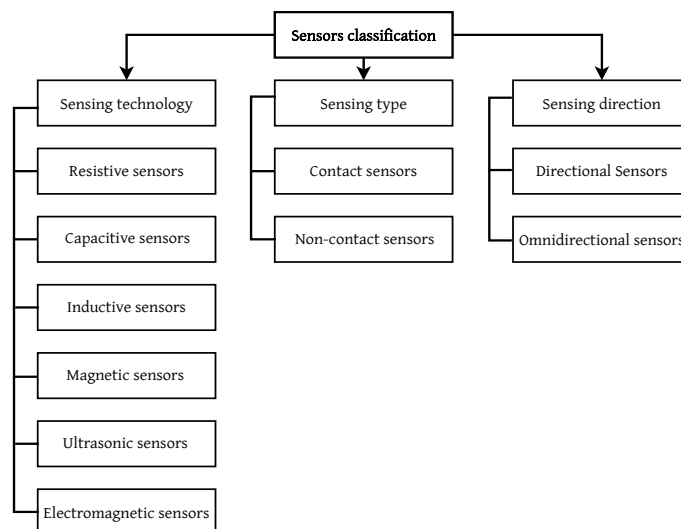 Sensors classification
Sensing technology
Resistive sensors
Capacitive sensors
Inductive sensors
Magnetic sensors
Ultrasonic sensors
Electromagnetic sensors
Sensing type
Contact sensors
Non-contact sensors
Sensing direction
Directional Sensors
Omnidirectional sensors